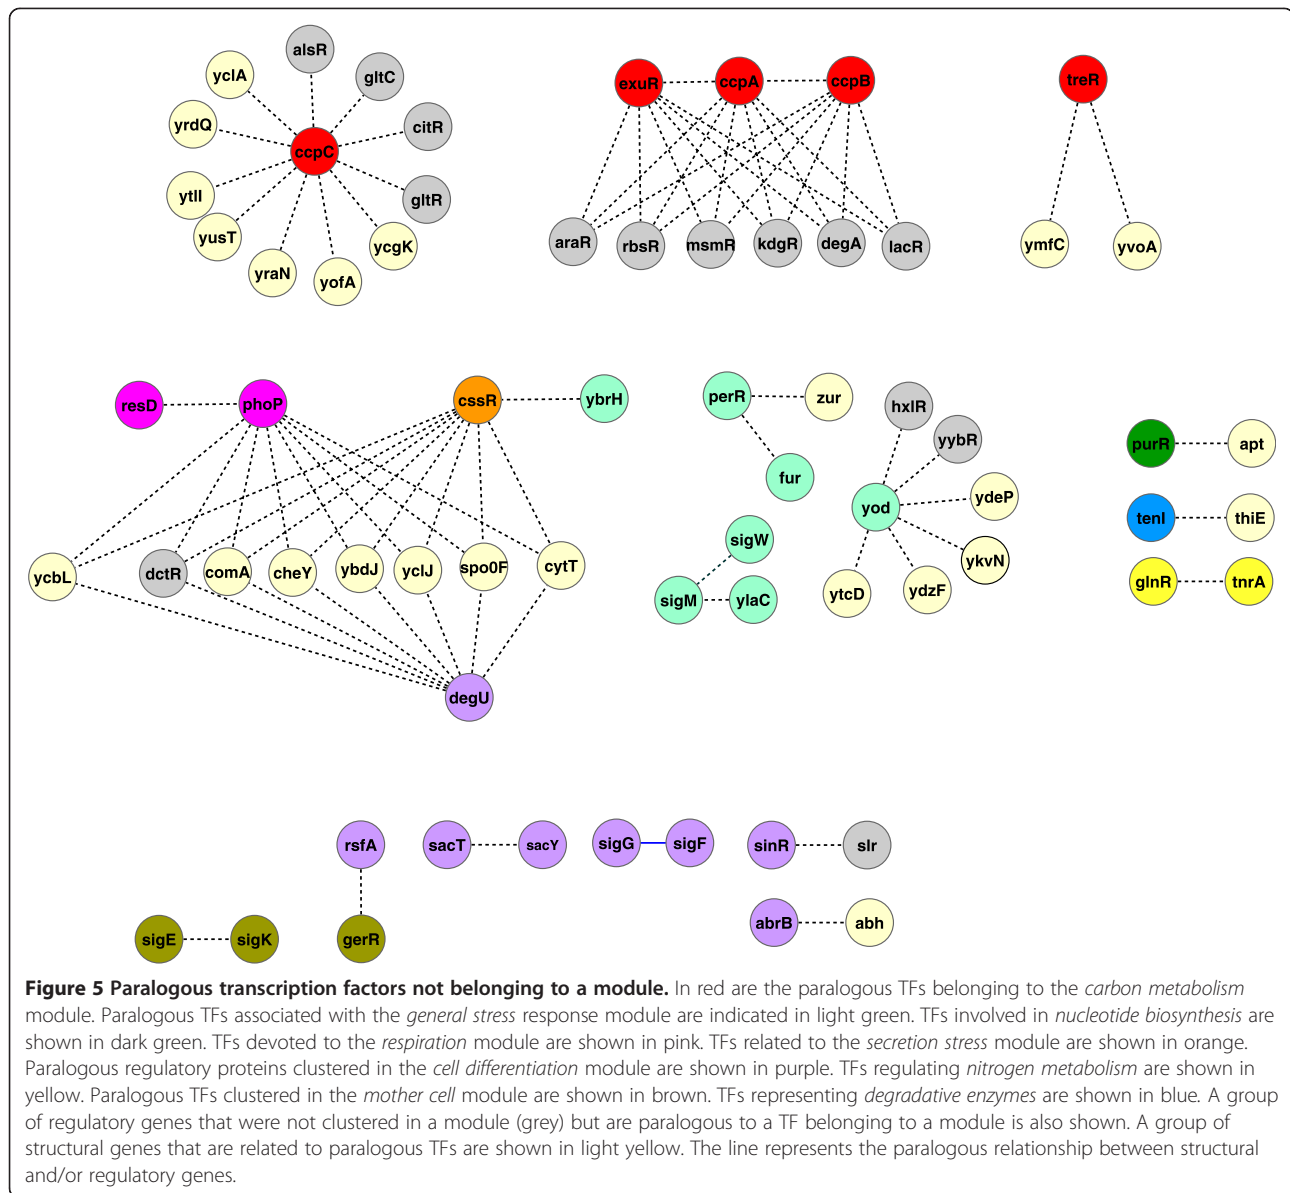 alsR
yclA
gltC
yrdQ
citR
ccpC
ytlI
gltR
yusT
ycgK
yraN
yofA
exuR
ccpA
ccpB
araR
rbsR
msmR
kdgR
degA
lacR
treR
ymfC
yvoA
resD
phoP
cssR
ybrH
ycbL
dctR
comA
cheY
ybdJ
yclJ
spo0F
cytT
degU
perR
zur
fur
sigW
sigM
ylaC
hxlR
yybR
yod
ydeP
ykvN
ydzF
ytcD
purR
apt
tenI
thiE
glnR
tnrA
rsfA
sacT
sacY
sigG
sigF
sinR
slr
sigE
sigK
gerR
abrB
abh
Figure 5 Paralogous transcription factors not belonging to a module. In red are the paralogous TFs belonging to the carbon metabolism
module. Paralogous TFs associated with the general stress response module are indicated in light green. TFs involved in nucleotide biosynthesis are
shown in dark green. TFs devoted to the respiration module are shown in pink. TFs related to the secretion stress module are shown in orange.
Paralogous regulatory proteins clustered in the cell differentiation module are shown in purple. TFs regulating nitrogen metabolism are shown in
yellow. Paralogous TFs clustered in the mother cell module are shown in brown. TFs representing degradative enzymes are shown in blue. A group
of regulatory genes that were not clustered in a module (grey) but are paralogous to a TF belonging to a module is also shown. A group of
structural genes that are related to paralogous TFs are shown in light yellow. The line represents the paralogous relationship between structural
and/or regulatory genes.